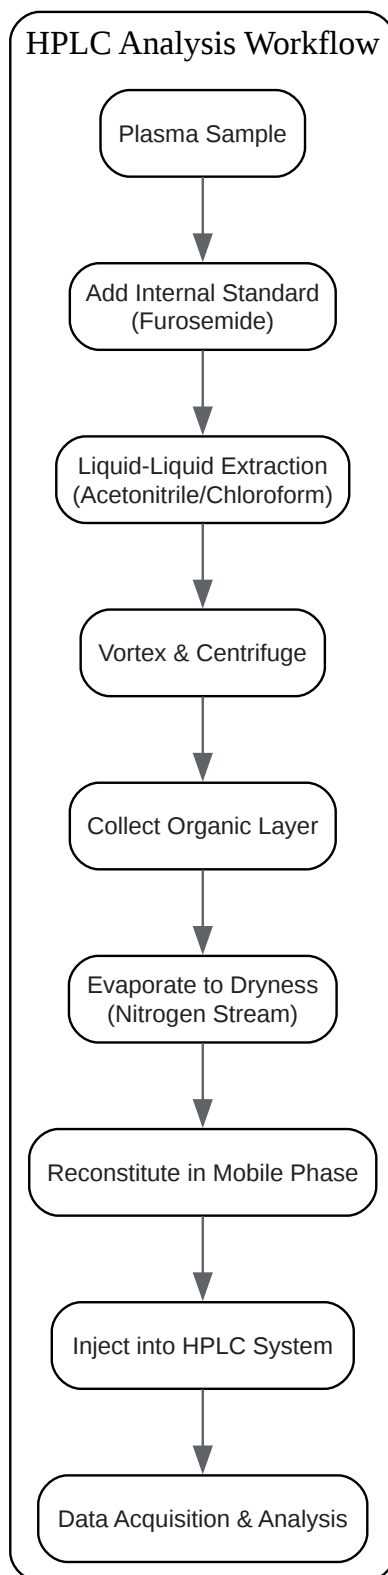 HPLC Analysis Workflow
Plasma Sample
Add Internal Standard
(Furosemide)
Liquid-Liquid Extraction
(Acetonitrile/Chloroform)
Vortex & Centrifuge
Collect Organic Layer
Evaporate to Dryness
(Nitrogen Stream)
Reconstitute in Mobile Phase
Inject into HPLC System
Data Acquisition & Analysis